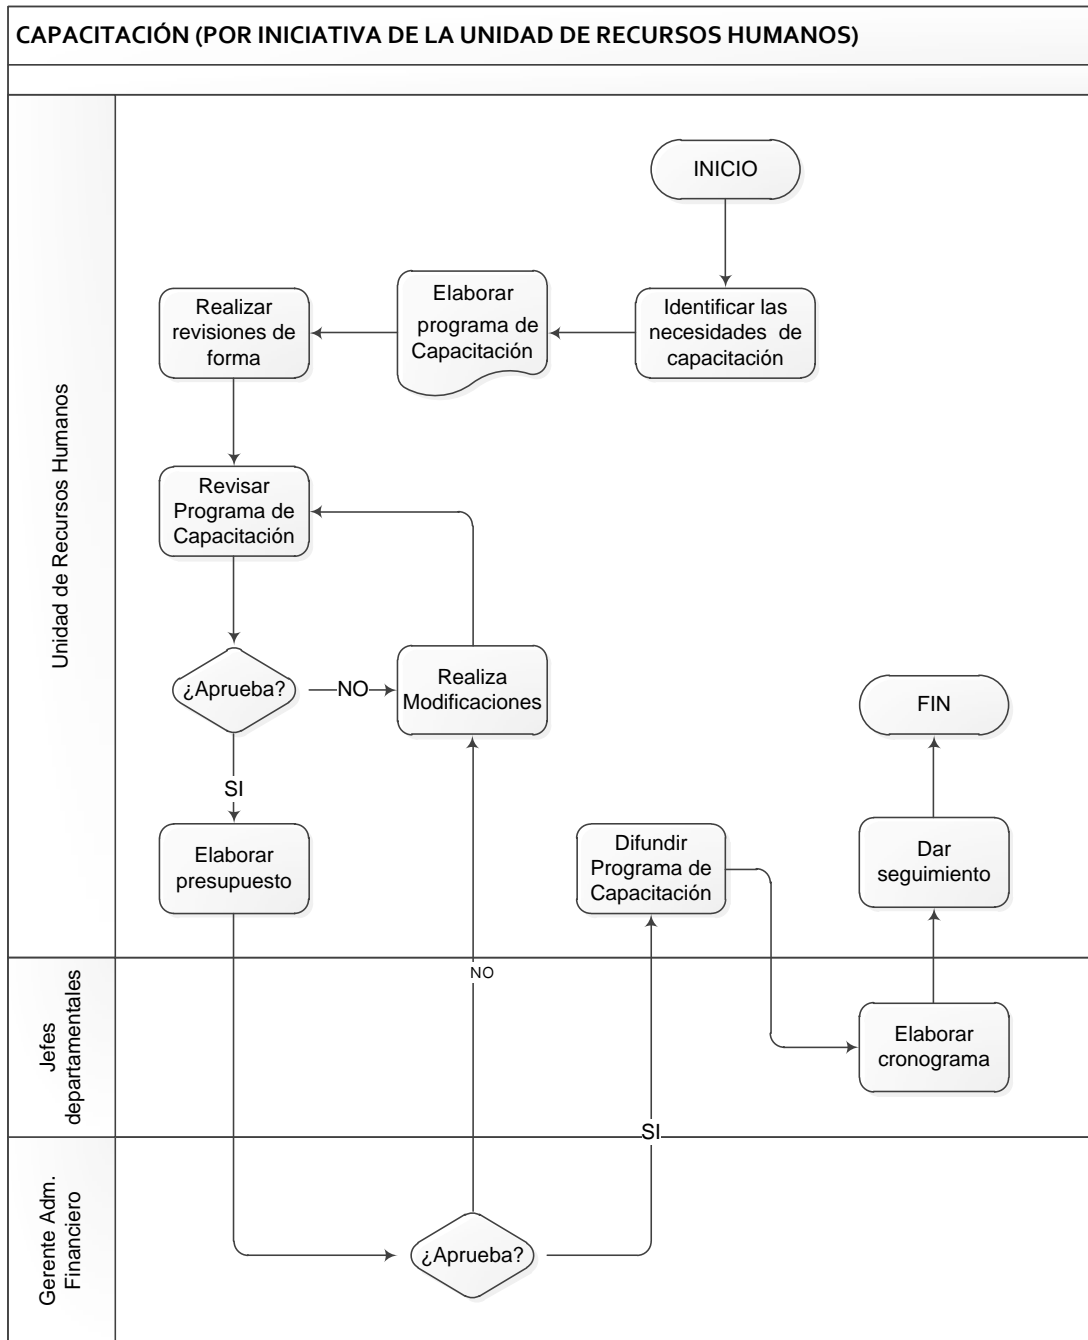 CAPACITACIÓN (POR INICIATIVA DE LA UNIDAD DE RECURSOS HUMANOS)
Unidad de Recursos Humanos
INICIO
Identificar las
necesidades de
capacitación
Elaborar
programa de
Capacitación
Realizar
revisiones de
forma
Revisar
Programa de
Capacitación
¿Aprueba?
NO
Realiza
Modificaciones
SI
Elaborar
presupuesto
Difundir
Programa de
Capacitación
FIN
Dar
seguimiento
Jefes
departamentales
NO
Elaborar
cronograma
SI
Gerente Adm.
Financiero
¿Aprueba?